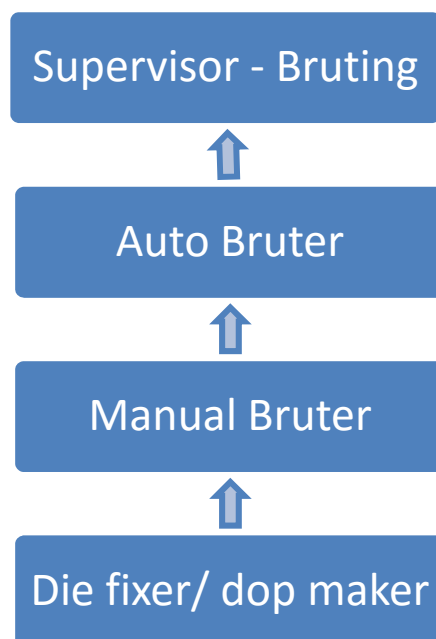 Supervisor - Bruting
Auto Bruter
Manual Bruter
Die fixer/ dop maker